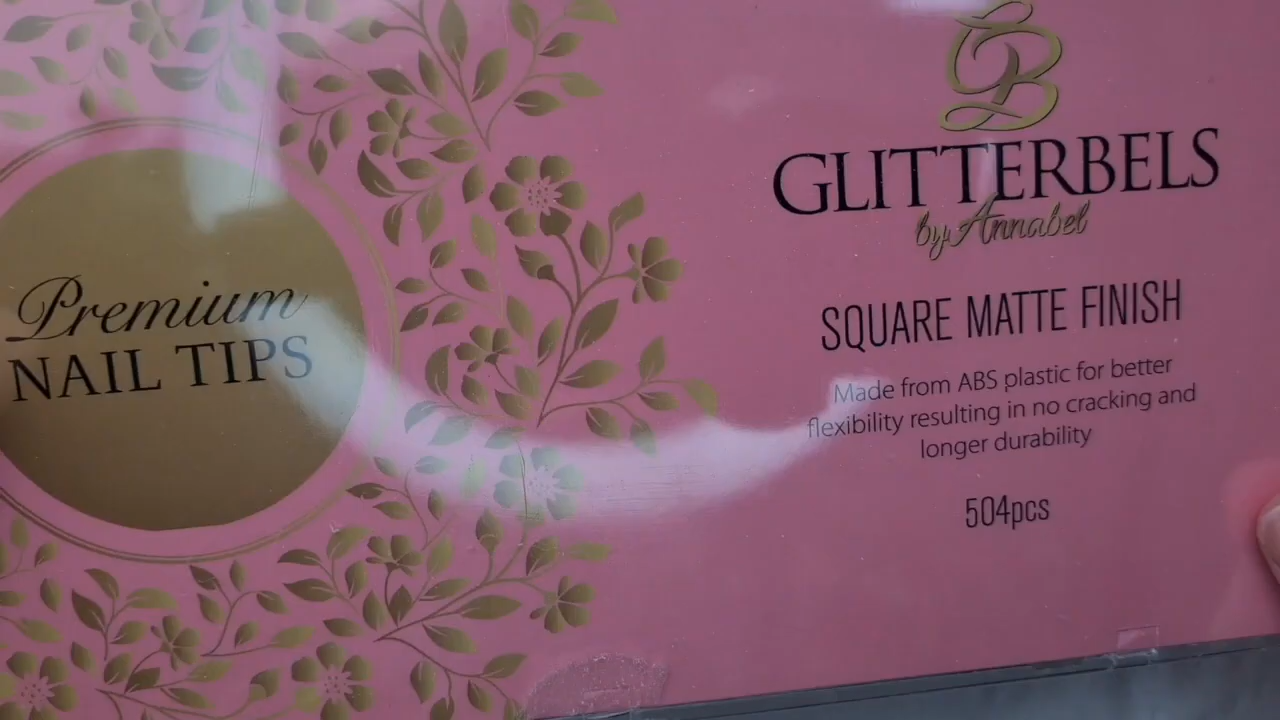 Premium
NAIL TIPS
GB
GLITTERBELS
by Annabel
SQUARE MATTE FINISH
Made from ABS plastic for better
flexibility resulting in no cracking and
longer durability
504pcs